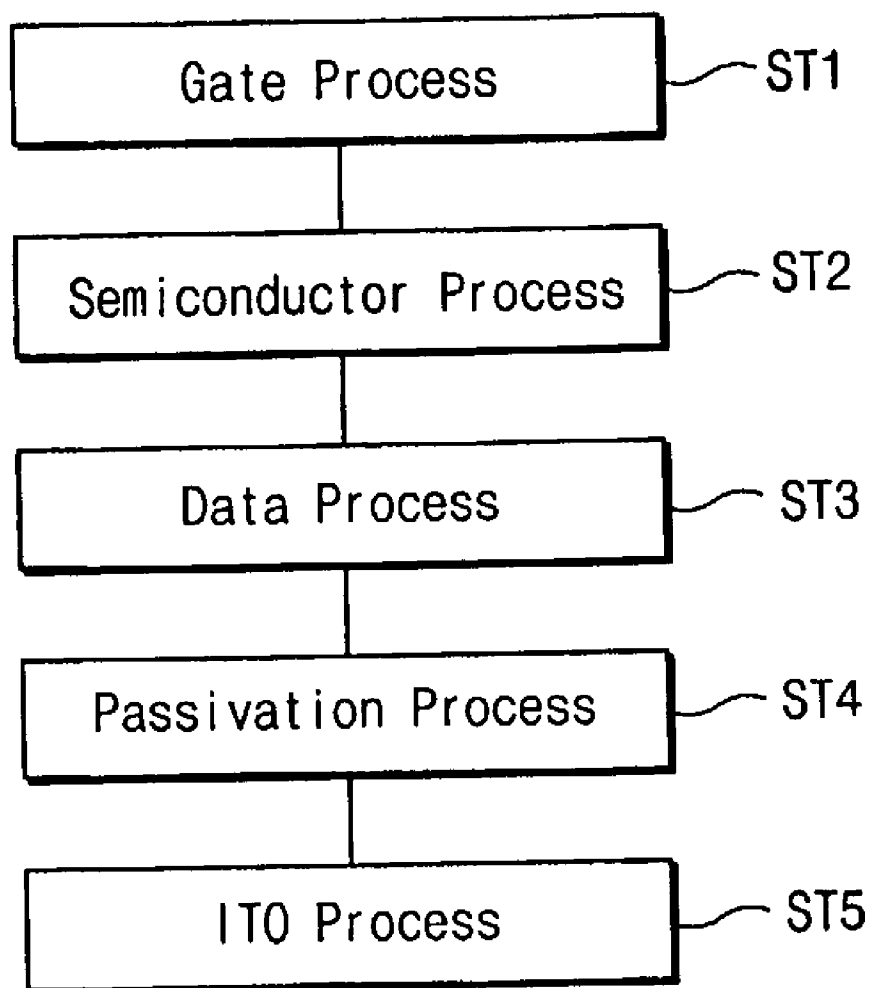 Gate Process ST1
Semiconductor Process ST2
Data Process ST3
Passivation Process ST4
ITO Process ST5